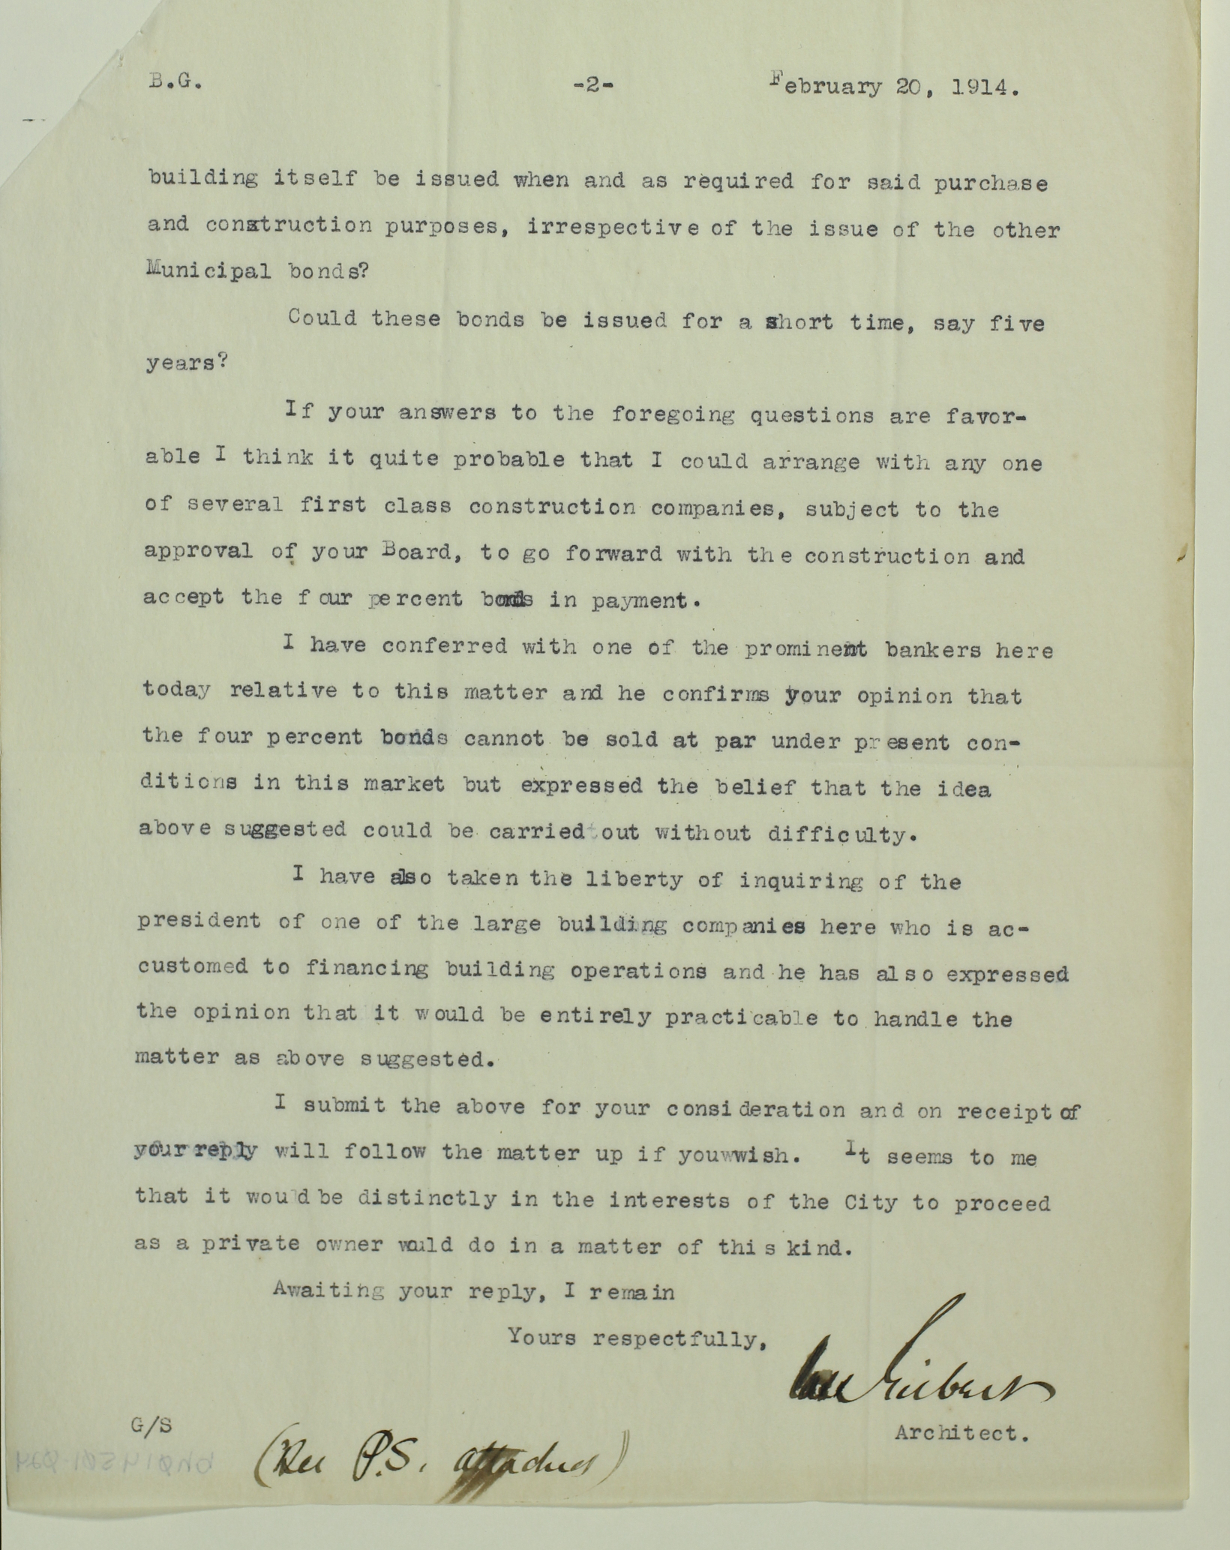 B.G. -2- February 20, 1914.
building itself be issued when and as required for said purchase
and construction purposes, irrespective of the issue of the other
Municipal bonds?
Could these bonds be issued for a short time, say five
years?
If your answers to the foregoing questions are favor-
able I think it quite probable that I could arrange with any one
of several first class construction companies, subject to the
approval of your Board, to go forward with the construction and
accept the four percent bonds in payment.
I have conferred with one of the prominent bankers here
today relative to this matter and he confirms your opinion that
the four percent bonds cannot be sold at par under present con-
ditions in this market but expressed the belief that the idea
above suggested could be carried out without difficulty.
I have also taken the liberty of inquiring of the
president of one of the large building companies here who is ac-
customed to financing building operations and he has also expressed
the opinion that it would be entirely practicable to handle the
matter as above suggested.
I submit the above for your consideration and on receipt of
your reply will follow the matter up if youwwish. It seems to me
that it would be distinctly in the interests of the City to proceed
as a private owner would do in a matter of this kind.
Awaiting your reply, I remain
Yours respectfully,
Gilbert
G/S
Architect.
(See P.S. attached)